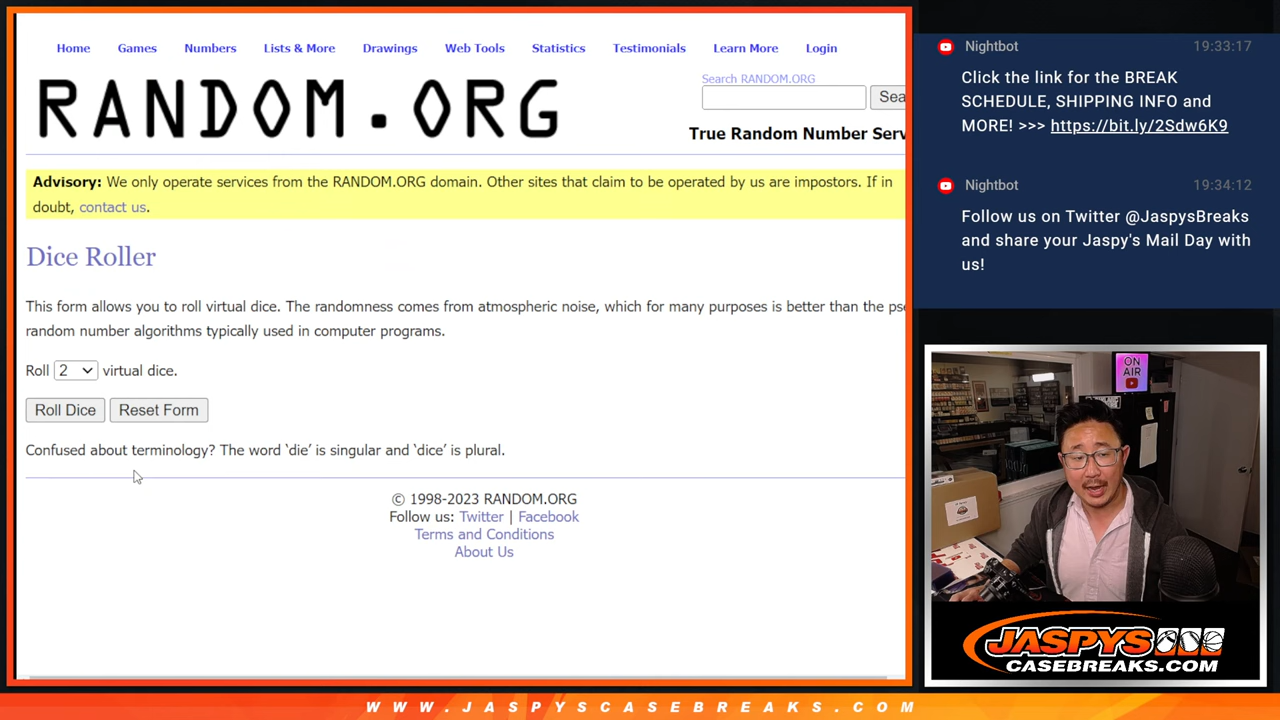 Home Games Numbers Lists & More Drawings Web Tools Statistics Testimonials Learn More Login
RANDOM.ORG
Search RANDOM.ORG
Sea
True Random Number Serv
Advisory: We only operate services from the RANDOM.ORG domain. Other sites that claim to be operated by us are impostors. If in
doubt, contact us.
Dice Roller
This form allows you to roll virtual dice. The randomness comes from atmospheric noise, which for many purposes is better than the pse
random number algorithms typically used in computer programs.
Roll 2 virtual dice.
Roll Dice Reset Form
Confused about terminology? The word ‘die’ is singular and ‘dice’ is plural.
© 1998-2023 RANDOM.ORG
Follow us: Twitter | Facebook
Terms and Conditions
About Us
Nightbot 19:33:17
Click the link for the BREAK
SCHEDULE, SHIPPING INFO and
MORE! >>> https://bit.ly/2Sdw6K9
Nightbot 19:34:12
Follow us on Twitter @JaspysBreaks
and share your Jaspy's Mail Day with
us!
ON
AIR
JASPYS
CASEBREAKS.COM
WWW.JASPYSCASEBREAKS.COM